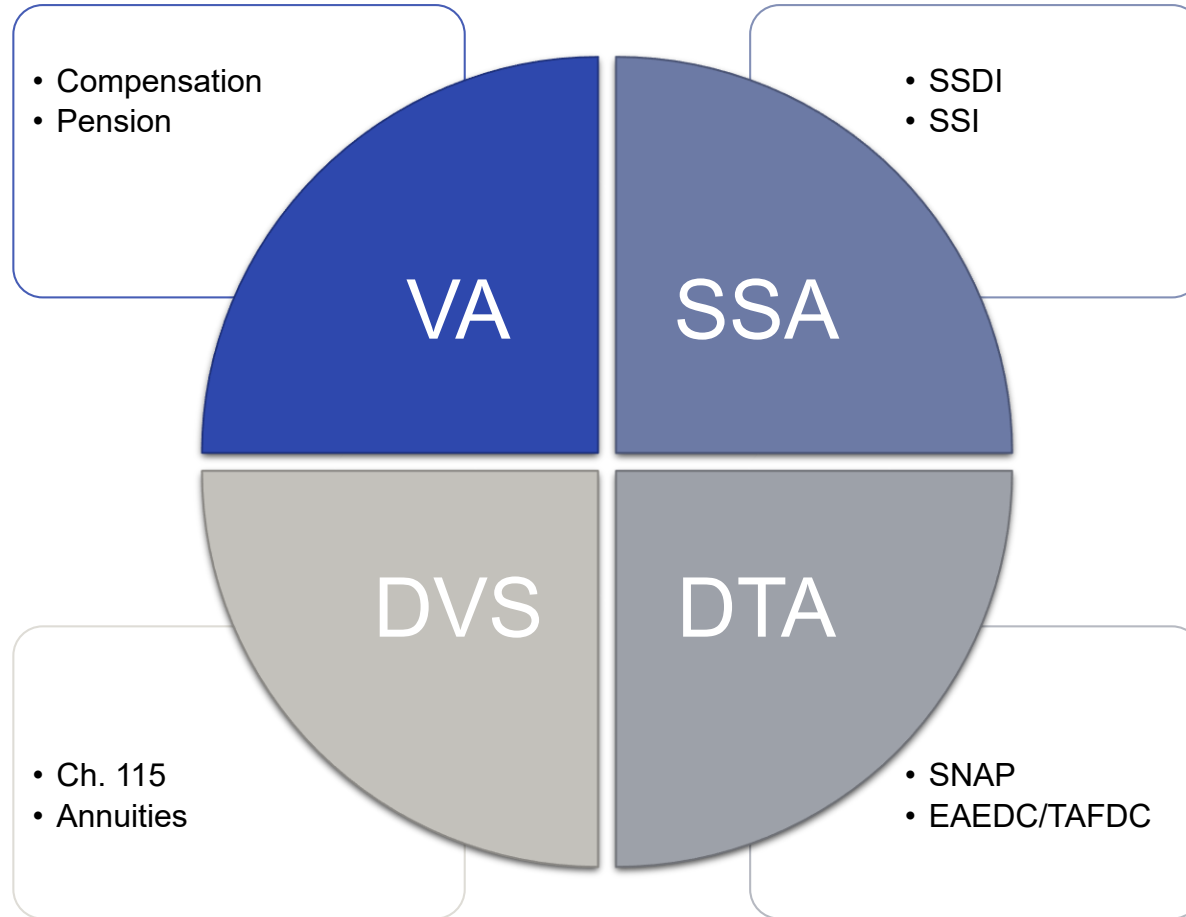 • Compensation
• Pension
VA
• SSDI
• SSI
SSA
DVS
• Ch. 115
• Annuities
DTA
• SNAP
• EAEDC/TAFDC